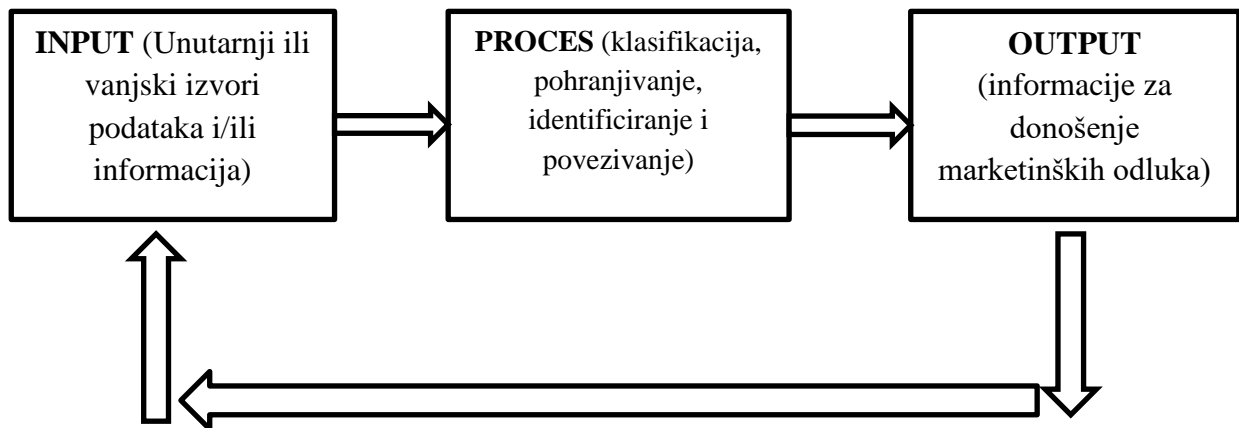 INPUT (Unutarnji ili
vanjski izvori
podataka i/ili
informacija)
PROCES (klasifikacija,
pohranjivanje,
identificiranje i
povezivanje)
OUTPUT
(informacije za
donošenje
marketinških odluka)